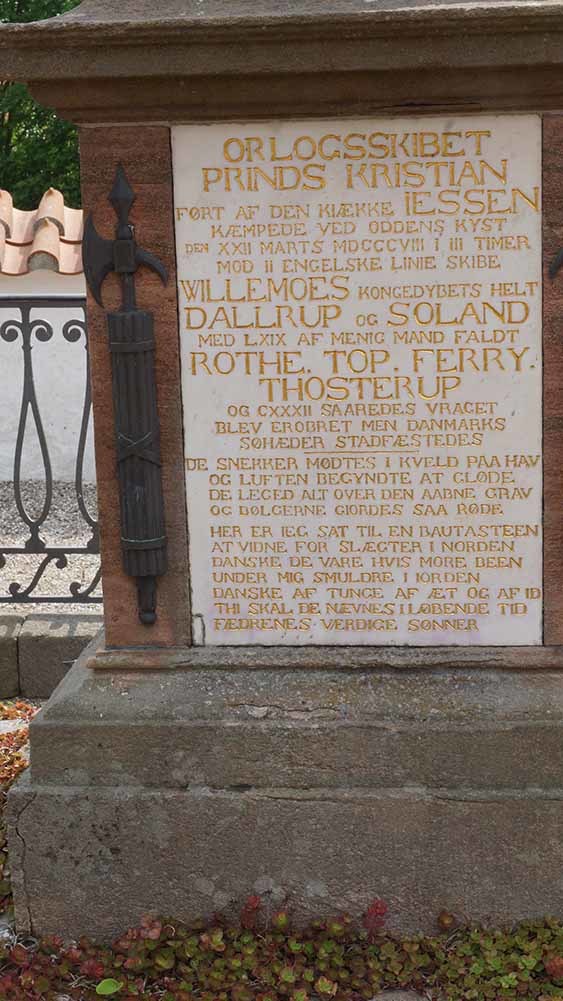 ORLOGSSKIBET
PRINDS KRISTIAN
FØRT AF DEN KIÆKKE IESSEN
KÆMPEDE VED ODDENS KYST
DEN XXII MARTS MDCCCVIII I III TIMER
MOD II ENGELSKE LINIE SKIBE
WILLEMOES KONGEDYBETS HELT
DALLRUP OG SOLAND
MED LXIX AF MENIG MAND FALDT
ROTHE. TOP. FERRY.
THOSTERUP
OG CXXXII SAAREDES VRAGET
BLEV EROBRET MEN DANMARKS
SØHÆDER STADFÆSTEDES
DE SNEKKER MØDTES I KVELD PAA HAV
OG LUFTEN BEGYNDTE AT GLØDE
DE LEGED ALT OVER DEN AABNE GRAV
OG BØLGERNE GIORDES SAA RØDE
HER ER IEG SAT TIL EN BAUTASTEEN
AT VIDNE FOR SLÆGTER I NORDEN
DANSKE DE VARE HVIS MØRE BEEN
UNDER MIG SMULDRE I IORDEN
DANSKE AF TUNGE AF ÆT OG AF ID
THI SKAL DE NÆVNES I LØBENDE TID
FÆDRENES VERDIGE SØNNER